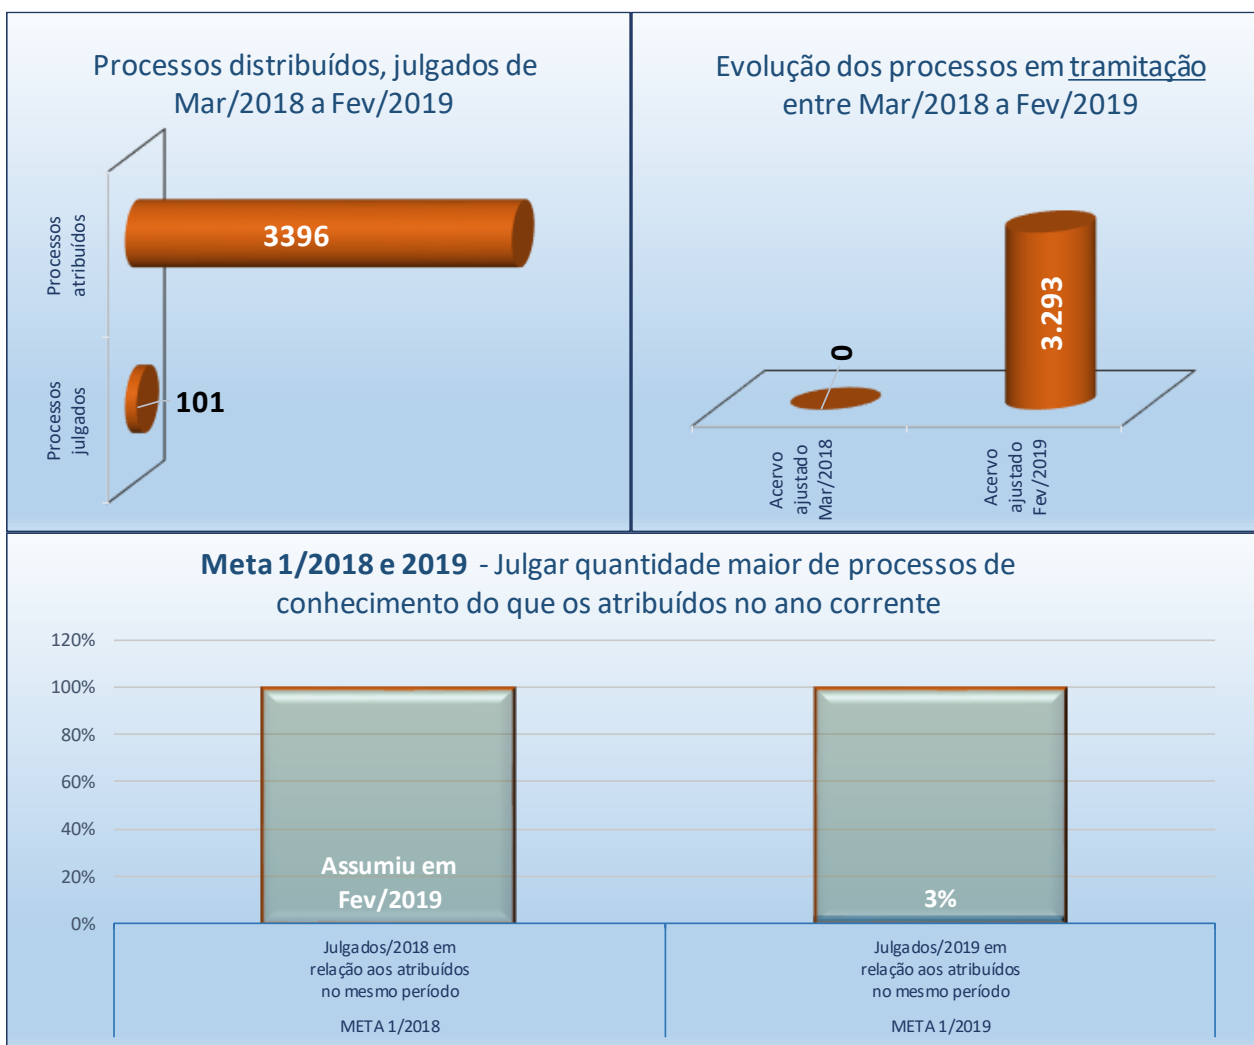 Processos distribuídos, julgados de
Mar/2018 a Fev/2019
Processos
atribuídos
3396
Processos
julgados
101
Evolução dos processos em tramitação
entre Mar/2018 a Fev/2019
0
3.293
Acervo
ajustado
Mar/2018
Acervo
ajustado
Fev/2019
Meta 1/2018 e 2019 - Julgar quantidade maior de processos de
conhecimento do que os atribuídos no ano corrente
120%
100%
80%
60%
40%
20%
0%
Assumiu em
Fev/2019
3%
Julgados/2018 em
relação aos atribuídos
no mesmo período
META 1/2018
Julgados/2019 em
relação aos atribuídos
no mesmo período
META 1/2019